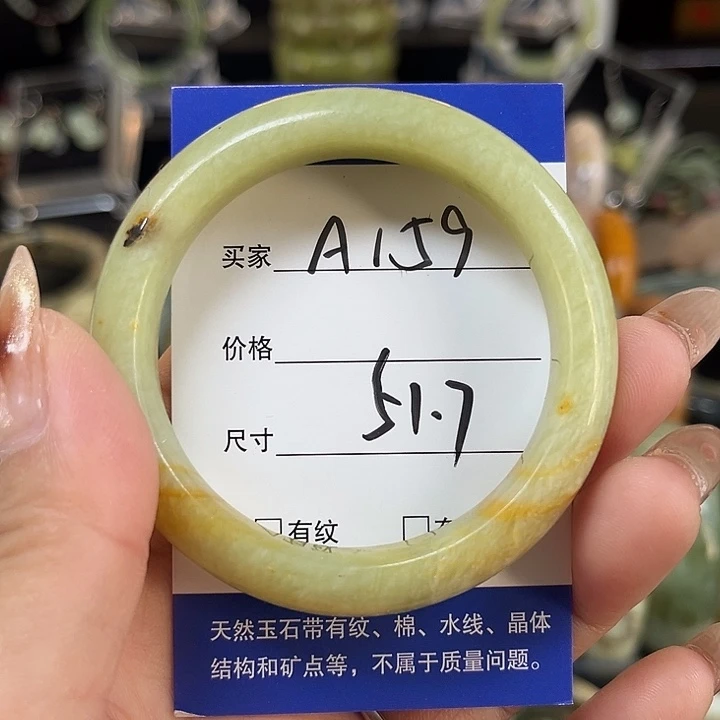 买家 A159
价格
尺寸 51.7
□有纹 □
天然玉石带有纹、棉、水线、晶体
结构和矿点等，不属于质量问题。